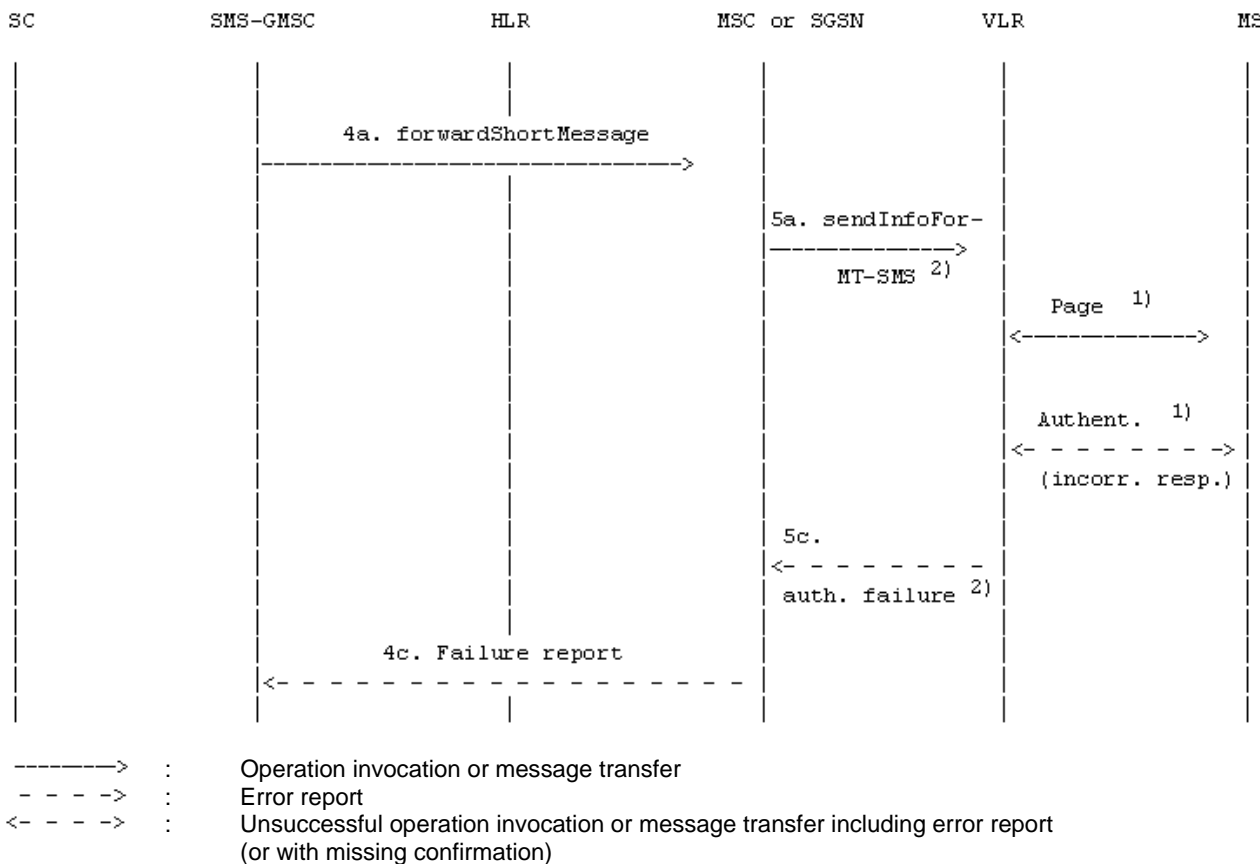 SC SMS-GMSC HLR MSC or SGSN VLR MS
4a. forwardShortMessage
5a. sendInfoFor-
MT-SMS 2)
Page 1)
Authent. 1)
(incorr. resp.)
5c.
auth. failure 2)
4c. Failure report
: Operation invocation or message transfer
: Error report
: Unsuccessful operation invocation or message transfer including error report
(or with missing confirmation)